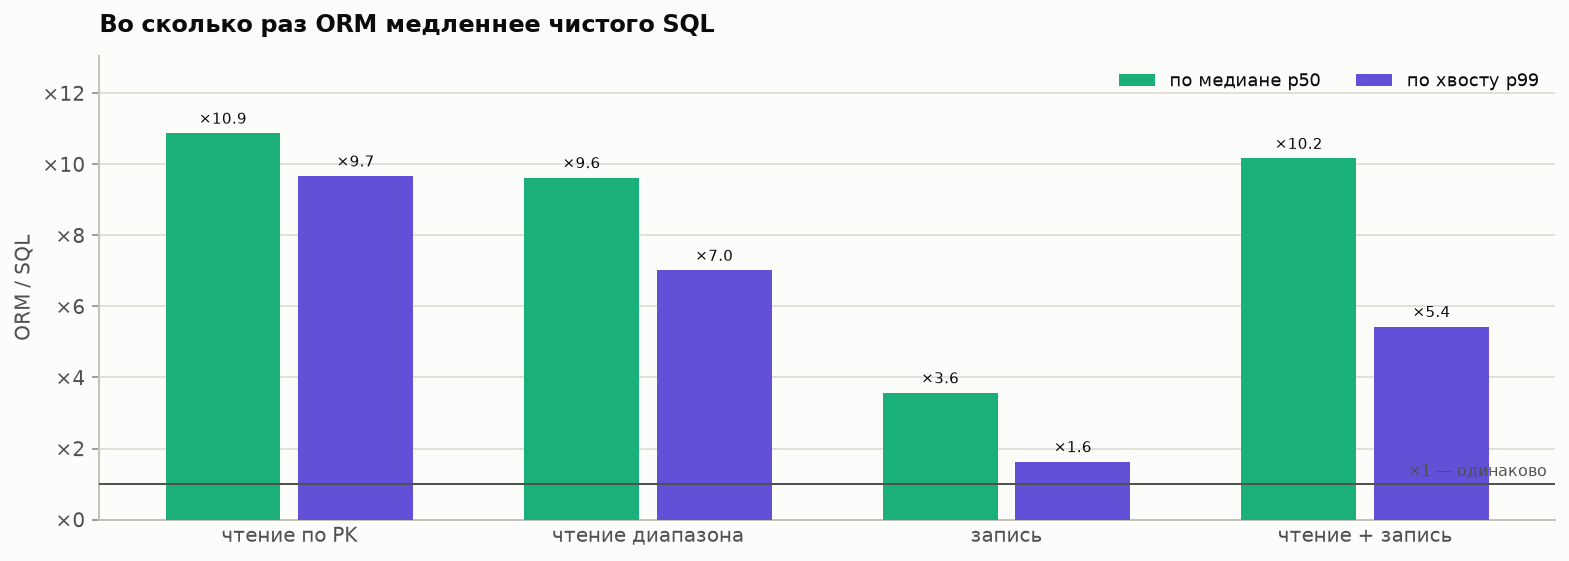 Во сколько раз ORM медленнее чистого SQL
по медиане p50
по хвосту p99
ORM / SQL
×12
×10
×8
×6
×4
×2
×0
×10.9
×9.7
×9.6
×7.0
×3.6
×1.6
×10.2
×5.4
×1 — одинаково
чтение по PK
чтение диапазона
запись
чтение + запись